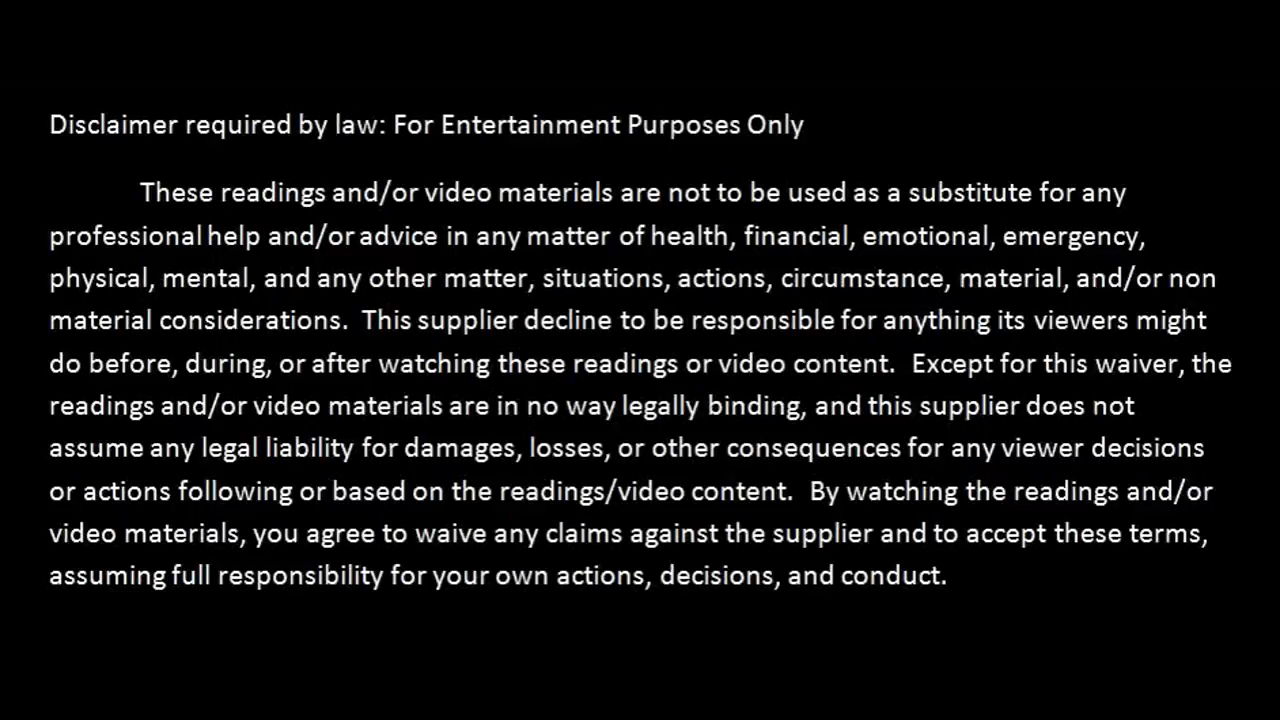 Disclaimer required by law: For Entertainment Purposes Only
These readings and/or video materials are not to be used as a substitute for any
professional help and/or advice in any matter of health, financial, emotional, emergency,
physical, mental, and any other matter, situations, actions, circumstance, material, and/or non
material considerations.  This supplier decline to be responsible for anything its viewers might
do before, during, or after watching these readings or video content.  Except for this waiver, the
readings and/or video materials are in no way legally binding, and this supplier does not
assume any legal liability for damages, losses, or other consequences for any viewer decisions
or actions following or based on the readings/video content.  By watching the readings and/or
video materials, you agree to waive any claims against the supplier and to accept these terms,
assuming full responsibility for your own actions, decisions, and conduct.